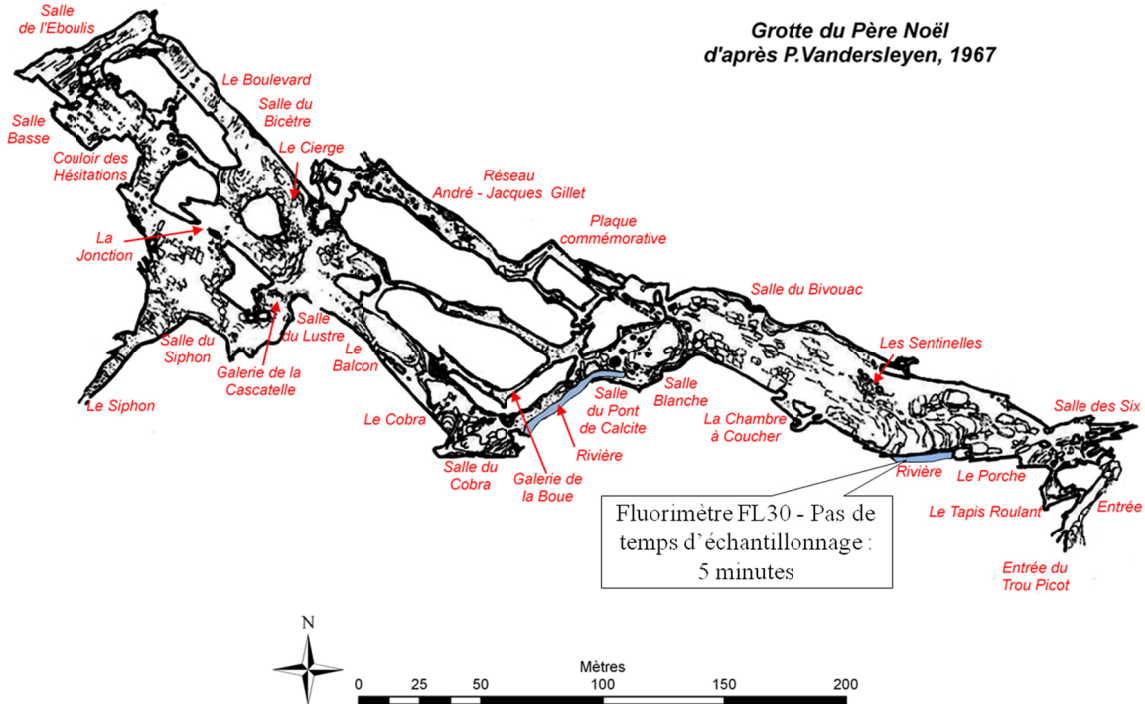 Grotte du Père Noël
d'après P.Vandersleyen, 1967
Salle
de l'Eboulis
Le Boulevard
Salle du
Bicètre
Salle
Basse
Le Cierge
Couloir des
Hésitations
Réseau
André - Jacques Gillet
Plaque
commémorative
La
Jonction
Salle du Bivouac
Salle du
Siphon
Salle
du Lustre
Les Sentinelles
Le
Balcon
Galerie de la
Cascatelle
Le Siphon
Salle
du Pont
de Calcite
Salle
Blanche
Le Cobra
La Chambre
à Coucher
Salle des Six
Rivière
Salle du
Cobra
Galerie de
la Boue
Rivière
Le Porche
Le Tapis Roulant
Entrée
Fluorimètre FL30 - Pas de
temps d’échantillonnage :
5 minutes
Entrée du
Trou Picot
N
Mètres
0 25 50 100 150 200